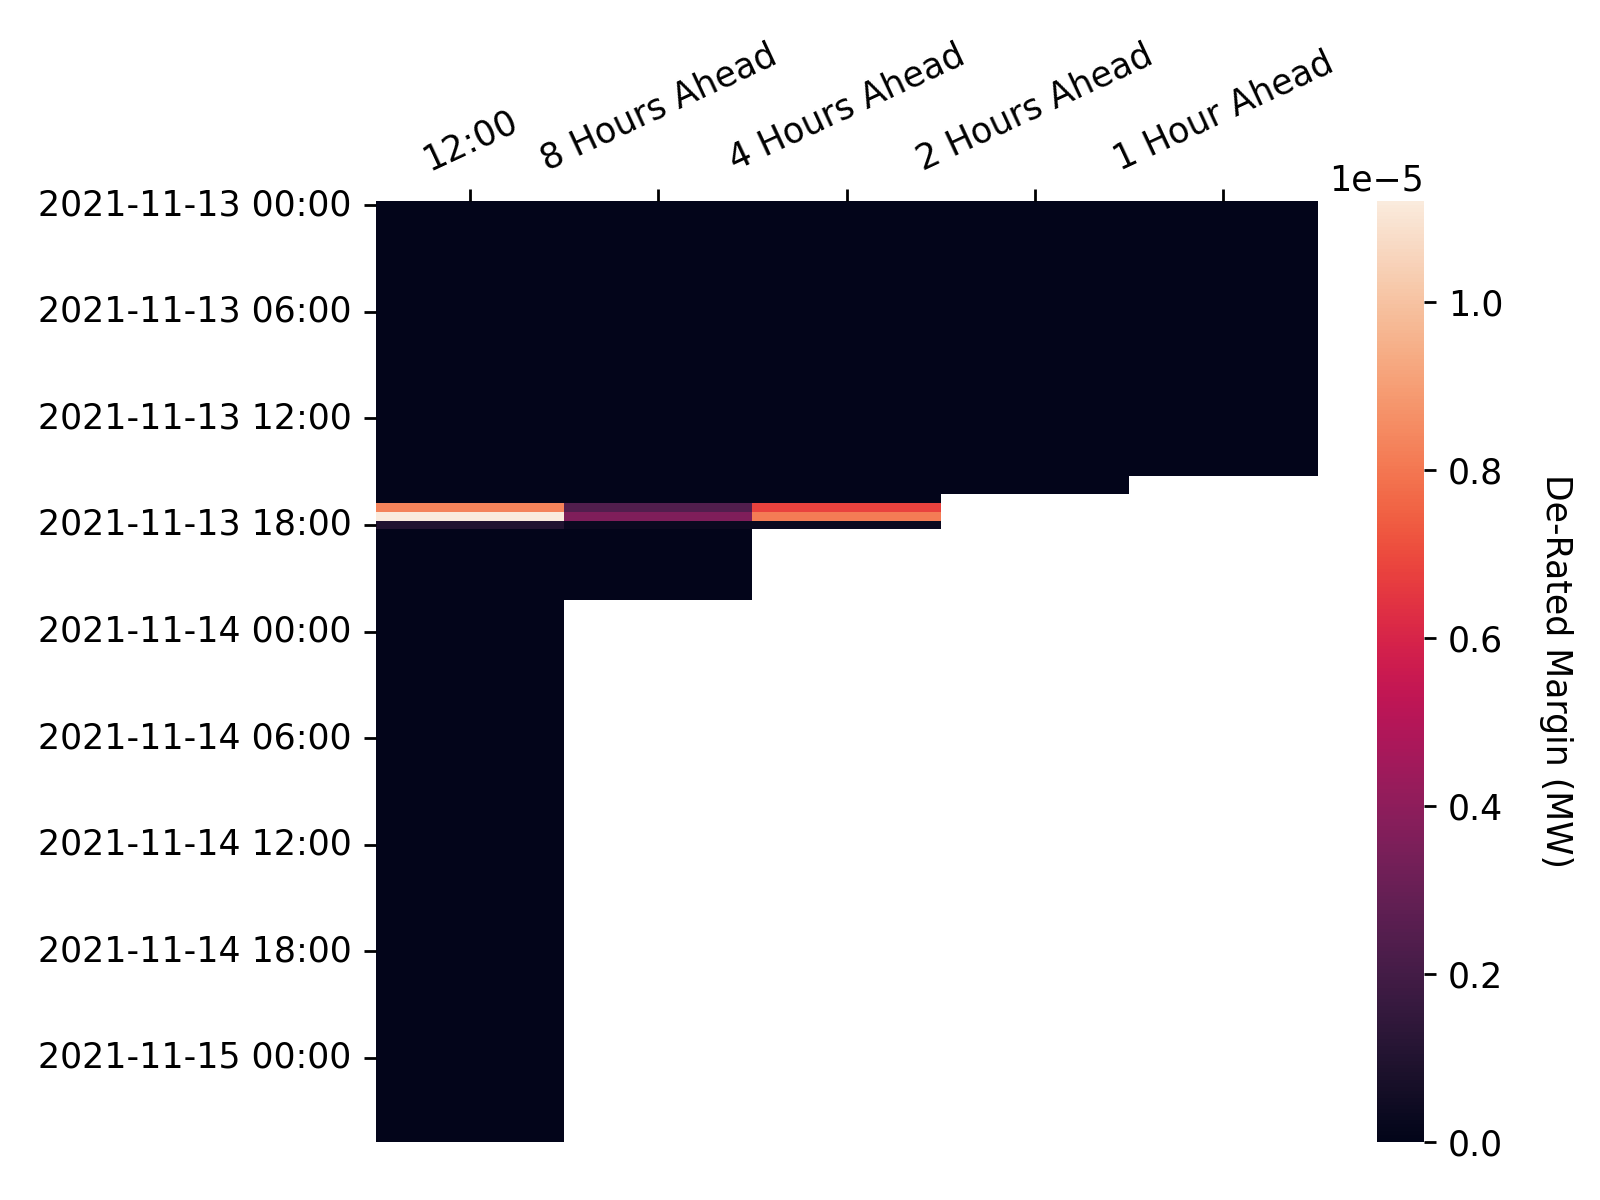 12:00
8 Hours Ahead
4 Hours Ahead
2 Hours Ahead
1 Hour Ahead
1e−5
2021-11-13 00:00
2021-11-13 06:00
2021-11-13 12:00
2021-11-13 18:00
2021-11-14 00:00
2021-11-14 06:00
2021-11-14 12:00
2021-11-14 18:00
2021-11-15 00:00
1.0
0.8
0.6
0.4
0.2
0.0
De-Rated Margin (MW)